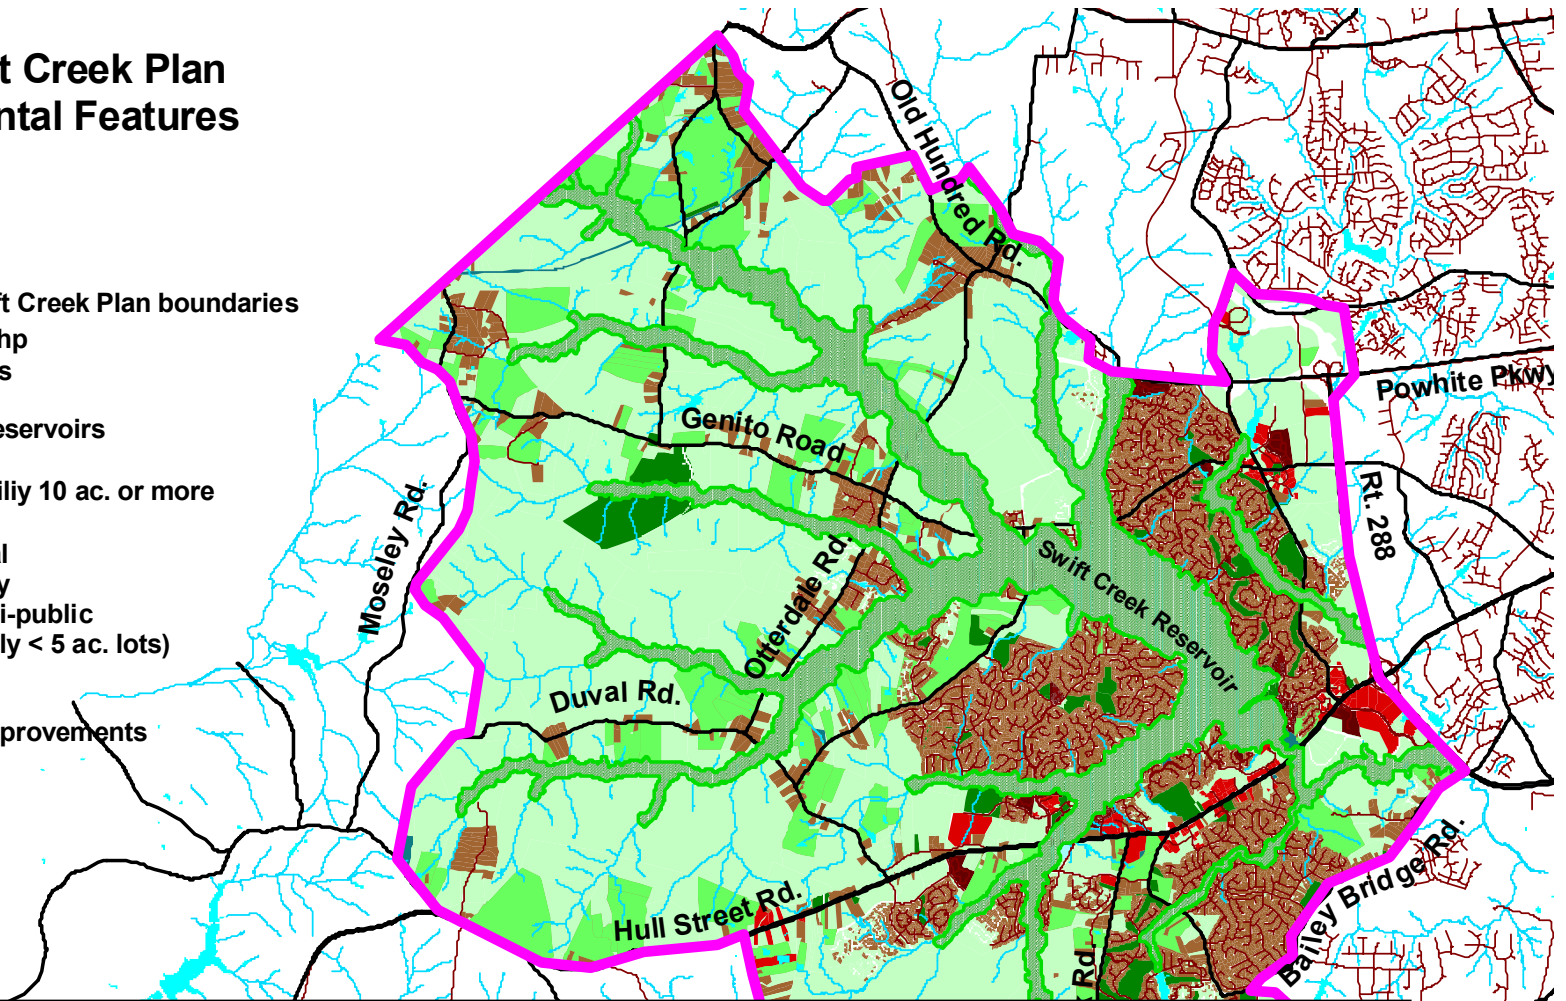 t Creek Plan
ntal Features
ft Creek Plan boundaries
hp
s
eservoirs
iliy 10 ac. or more
al
y
i-public
ly < 5 ac. lots)
provements
Old Hundred Rd.
Powhite Pkwy
Genito Road
Rt. 288
Moseley Rd.
Swift Creek Reservoir
Otterdale Rd.
Duval Rd.
Hull Street Rd.
Bailey Bridge Rd.
Rd